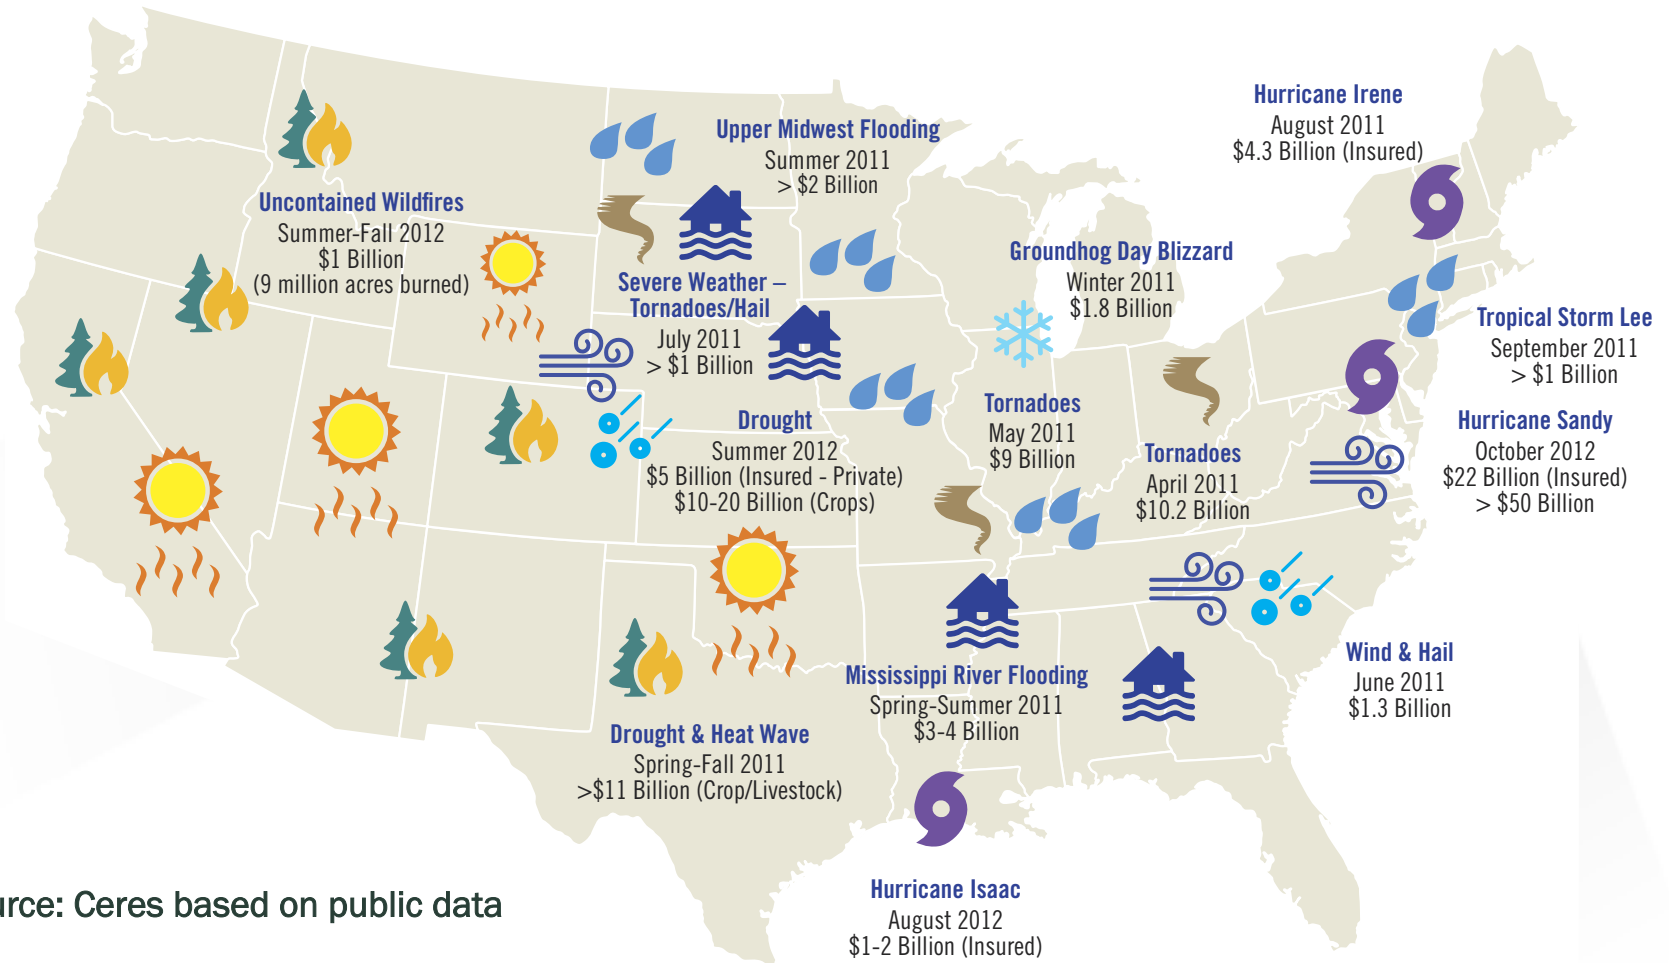 Hurricane Irene
August 2011
$4.3 Billion (Insured)
Upper Midwest Flooding
Summer 2011
> $2 Billion
Uncontained Wildfires
Summer-Fall 2012
$1 Billion
(9 million acres burned)
Severe Weather –
Tornadoes/Hail
July 2011
> $1 Billion
Groundhog Day Blizzard
Winter 2011
$1.8 Billion
Tropical Storm Lee
September 2011
> $1 Billion
Drought
Summer 2012
$5 Billion (Insured - Private)
$10-20 Billion (Crops)
Tornadoes
May 2011
$9 Billion
Tornadoes
April 2011
$10.2 Billion
Hurricane Sandy
October 2012
$22 Billion (Insured)
> $50 Billion
Wind & Hail
June 2011
$1.3 Billion
Mississippi River Flooding
Spring-Summer 2011
$3-4 Billion
Drought & Heat Wave
Spring-Fall 2011
>$11 Billion (Crop/Livestock)
Hurricane Isaac
August 2012
$1-2 Billion (Insured)
urce: Ceres based on public data